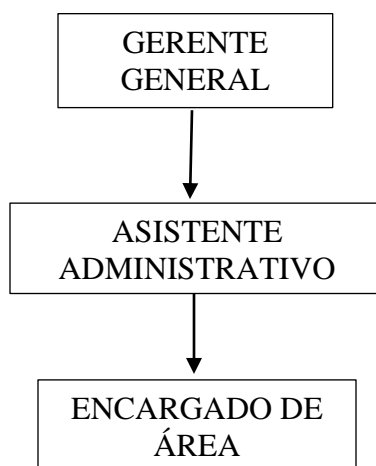 GERENTE
GENERAL
ASISTENTE
ADMINISTRATIVO
ENCARGADO DE
ÁREA